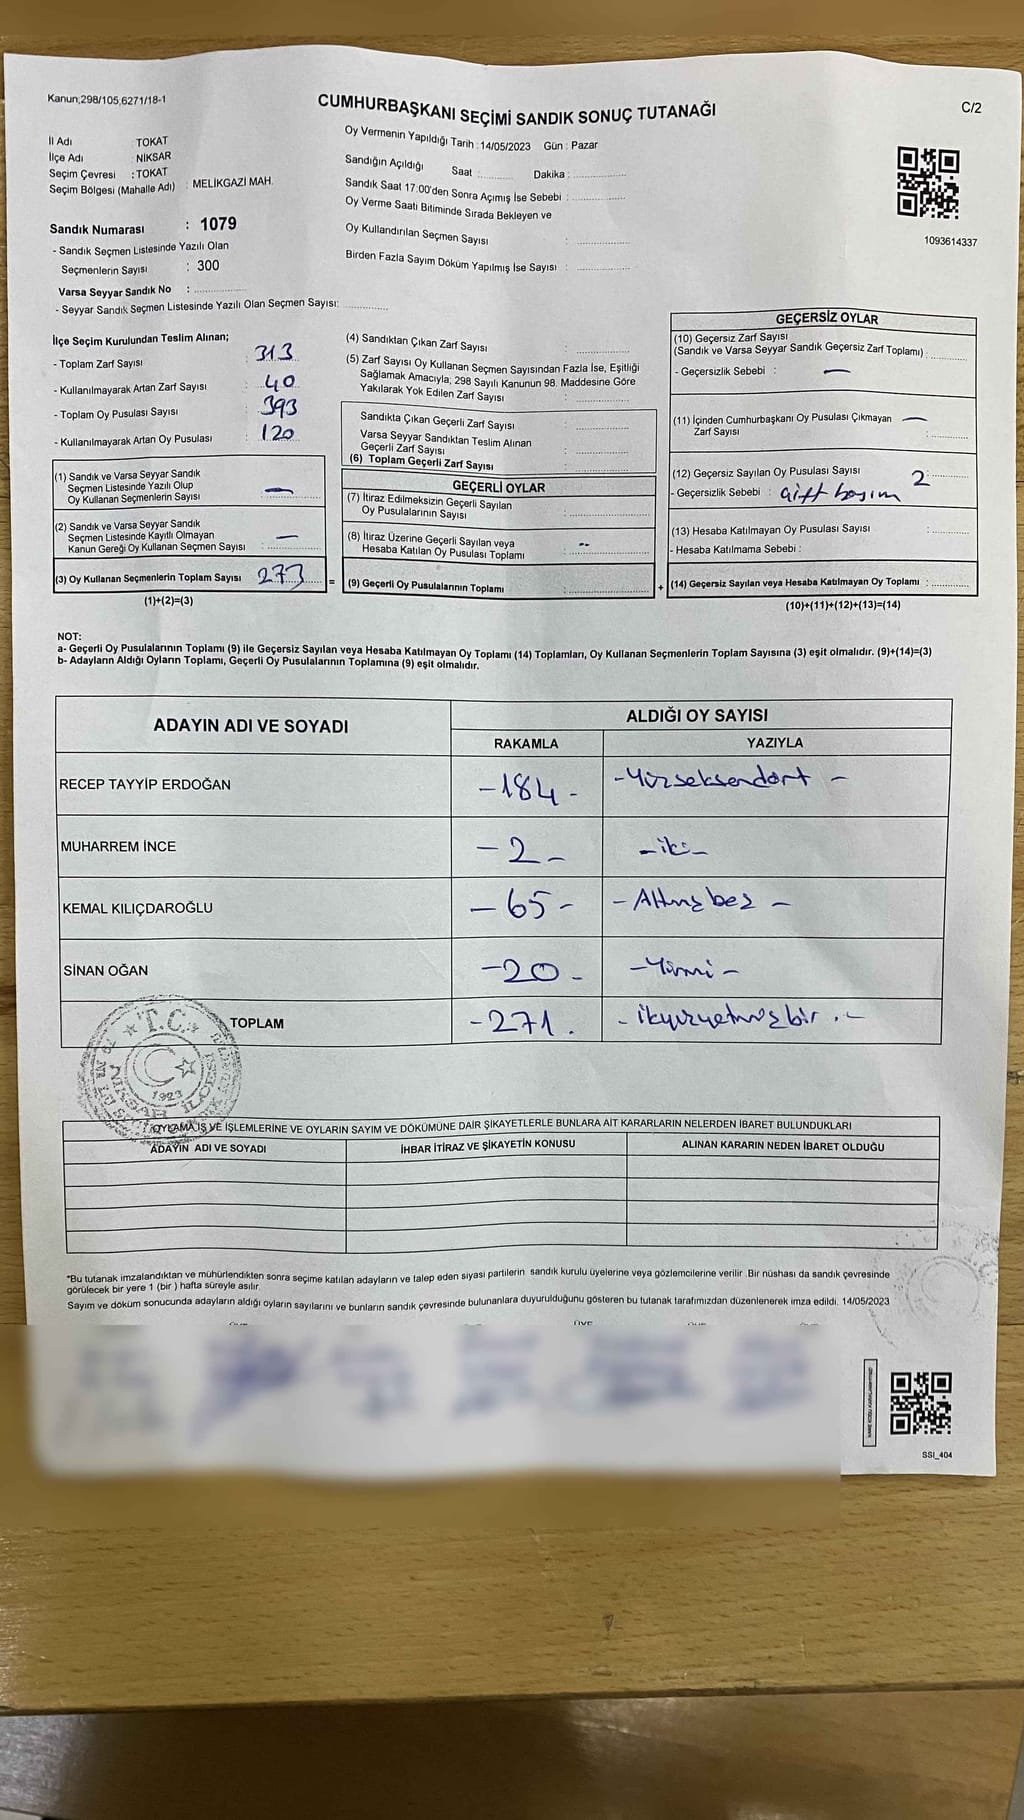 Kanun,298/105,6271/18-1
CUMHURBAŞKANI SEÇİMİ SANDIK SONUÇ TUTANAĞI
C/2
İl Adı TOKAT
İlçe Adı NİKSAR
Seçim Çevresi : TOKAT
Seçim Bölgesi (Mahalle Adı) : MELİKGAZİ MAH.
Sandık Numarası : 1079
- Sandık Seçmen Listesinde Yazılı Olan
Seçmenlerin Sayısı : 300
Varsa Seyyar Sandık No :
- Seyyar Sandık Seçmen Listesinde Yazılı Olan Seçmen Sayısı:
Oy Vermenin Yapıldığı Tarih : 14/05/2023 Gün : Pazar
Sandığın Açıldığı Saat : Dakika :
Sandık Saat 17:00'den Sonra Açımış İse Sebebi :
Oy Verme Saati Bitiminde Sırada Bekleyen ve
Oy Kullandırılan Seçmen Sayısı :
Birden Fazla Sayım Döküm Yapılmış İse Sayısı :
1093614337
İlçe Seçim Kurulundan Teslim Alınan;
- Toplam Zarf Sayısı : 313
- Kullanılmayarak Artan Zarf Sayısı : 40
- Toplam Oy Pusulası Sayısı : 393
- Kullanılmayarak Artan Oy Pusulası : 120
(1) Sandık ve Varsa Seyyar Sandık
Seçmen Listesinde Yazılı Olup
Oy Kullanan Seçmenlerin Sayısı : —
(2) Sandık ve Varsa Seyyar Sandık
Seçmen Listesinde Kayıtlı Olmayan
Kanun Gereği Oy Kullanan Seçmen Sayısı : —
(3) Oy Kullanan Seçmenlerin Toplam Sayısı 273 =
(1)+(2)=(3)
(4) Sandıktan Çıkan Zarf Sayısı :
(5) Zarf Sayısı Oy Kullanan Seçmen Sayısından Fazla İse, Eşitliği
Sağlamak Amacıyla; 298 Sayılı Kanunun 98. Maddesine Göre
Yakılarak Yok Edilen Zarf Sayısı :
Sandıkta Çıkan Geçerli Zarf Sayısı :
Varsa Seyyar Sandıktan Teslim Alınan
Geçerli Zarf Sayısı :
(6) Toplam Geçerli Zarf Sayısı :
GEÇERLİ OYLAR
(7) İtiraz Edilmeksizin Geçerli Sayılan
Oy Pusulalarının Sayısı :
(8) İtiraz Üzerine Geçerli Sayılan veya
Hesaba Katılan Oy Pusulası Toplamı : --
(9) Geçerli Oy Pusulalarının Toplamı : +
GEÇERSİZ OYLAR
(10) Geçersiz Zarf Sayısı
(Sandık ve Varsa Seyyar Sandık Geçersiz Zarf Toplamı) :
- Geçersizlik Sebebi : —
(11) İçinden Cumhurbaşkanı Oy Pusulası Çıkmayan —
Zarf Sayısı :
(12) Geçersiz Sayılan Oy Pusulası Sayısı 2
- Geçersizlik Sebebi : Çift basım
(13) Hesaba Katılmayan Oy Pusulası Sayısı :
- Hesaba Katılmama Sebebi :
(14) Geçersiz Sayılan veya Hesaba Katılmayan Oy Toplamı :
(10)+(11)+(12)+(13)=(14)
NOT:
a- Geçerli Oy Pusulalarının Toplamı (9) ile Geçersiz Sayılan veya Hesaba Katılmayan Oy Toplamı (14) Toplamları, Oy Kullanan Seçmenlerin Toplam Sayısına (3) eşit olmalıdır. (9)+(14)=(3)
b- Adayların Aldığı Oyların Toplamı, Geçerli Oy Pusulalarının Toplamına (9) eşit olmalıdır.
ADAYIN ADI VE SOYADI ALDIĞI OY SAYISI
RAKAMLA YAZIYLA
RECEP TAYYİP ERDOĞAN -184- -Yüzseksendört-
MUHARREM İNCE -2- -iki-
KEMAL KILIÇDAROĞLU -65- -Altmışbeş-
SİNAN OĞAN -20- -Yirmi-
TOPLAM -271. -ikiyüzyetmişbir.-
T.C.
1923
OYLAMA İŞ VE İŞLEMLERİNE VE OYLARIN SAYIM VE DÖKÜMÜNE DAİR ŞİKAYETLERLE BUNLARA AİT KARARLARIN NELERDEN İBARET BULUNDUKLARI
ADAYIN ADI VE SOYADI İHBAR İTİRAZ VE ŞİKAYETİN KONUSU ALINAN KARARIN NEDEN İBARET OLDUĞU
*Bu tutanak imzalandıktan ve mühürlendikten sonra seçime katılan adayların ve talep eden siyasi partilerin sandık kurulu üyelerine veya gözlemcilerine verilir .Bir nüshası da sandık çevresinde
görülecek bir yere 1 (bir ) hafta süreyle asılır.
Sayım ve döküm sonucunda adayların aldığı oyların sayılarını ve bunların sandık çevresinde bulunanlara duyurulduğunu gösteren bu tutanak tarafımızdan düzenlenerek imza edildi. 14/05/2023
SSI_404